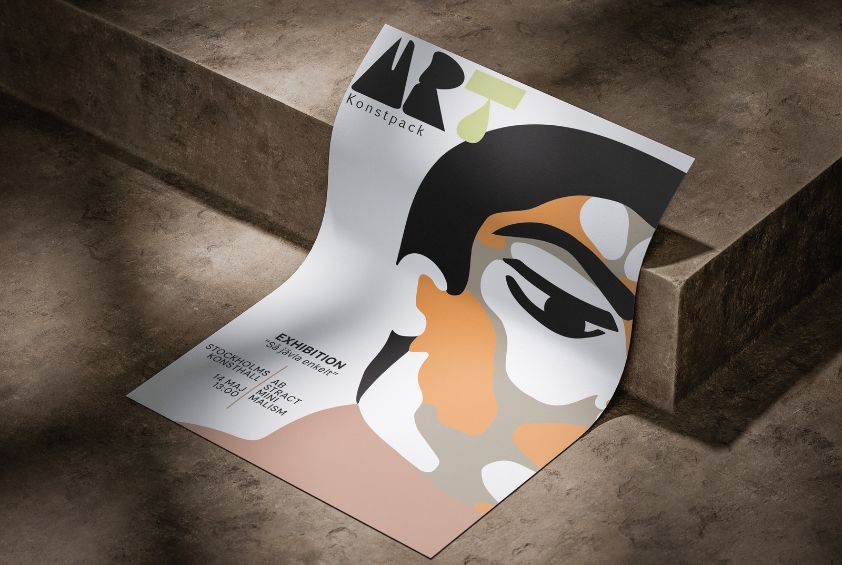 ART
Konstpack
EXHIBITION
"Så jävla enkelt"
STOCKHOLMS
KONSTHALL
14 MAJ
13:00
AB
STRACT
MINI
MALISM